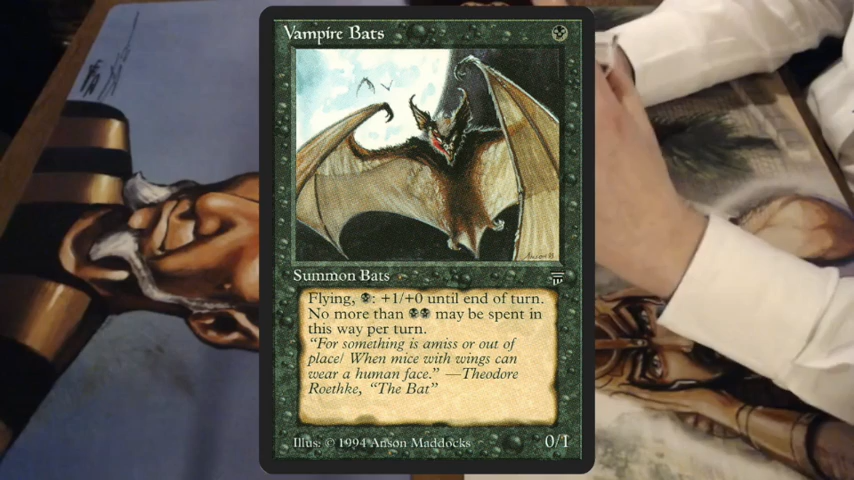 Vampire Bats
Summon Bats
Flying, : +1/+0 until end of turn.
No more than may be spent in
this way per turn.
"For something is amiss or out of
place/ When mice with wings can
wear a human face." —Theodore
Roethke, "The Bat"
Illus: © 1994 Anson Maddocks
0/1